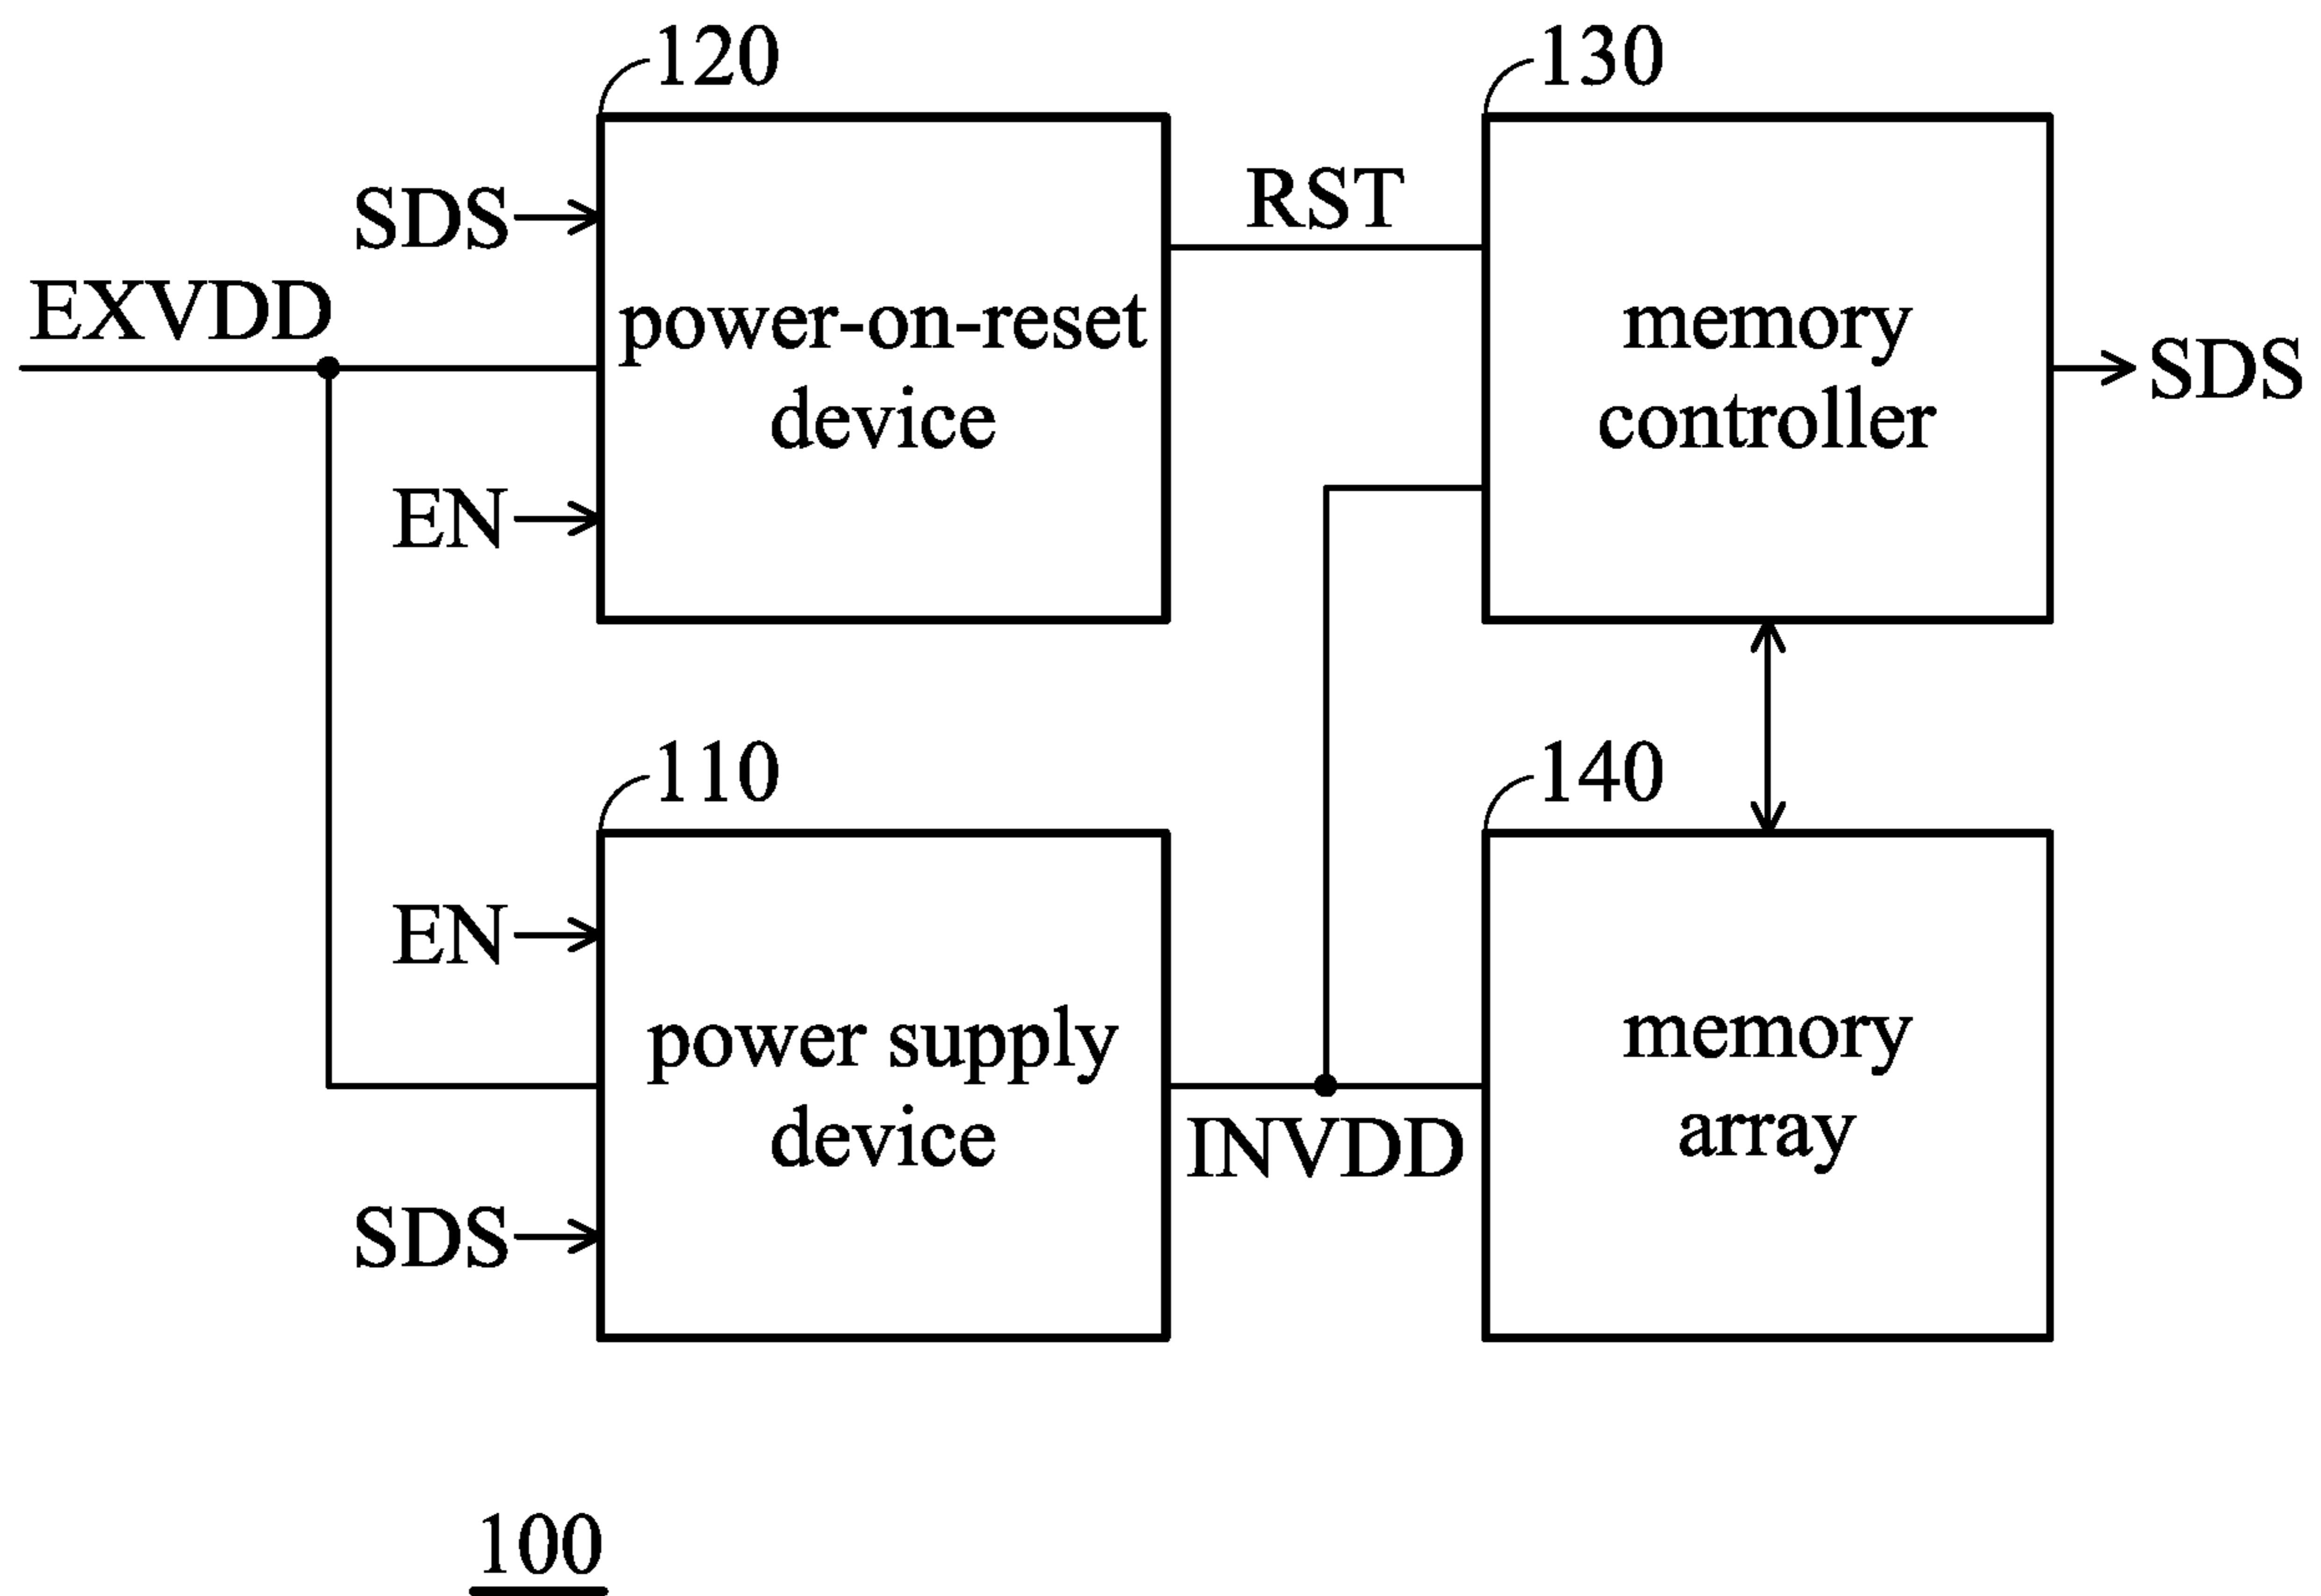 120
130
SDS
RST
EXVDD
power-on-reset
device
memory
controller
SDS
EN
110
140
EN
power supply
device
memory
array
INVDD
SDS
100